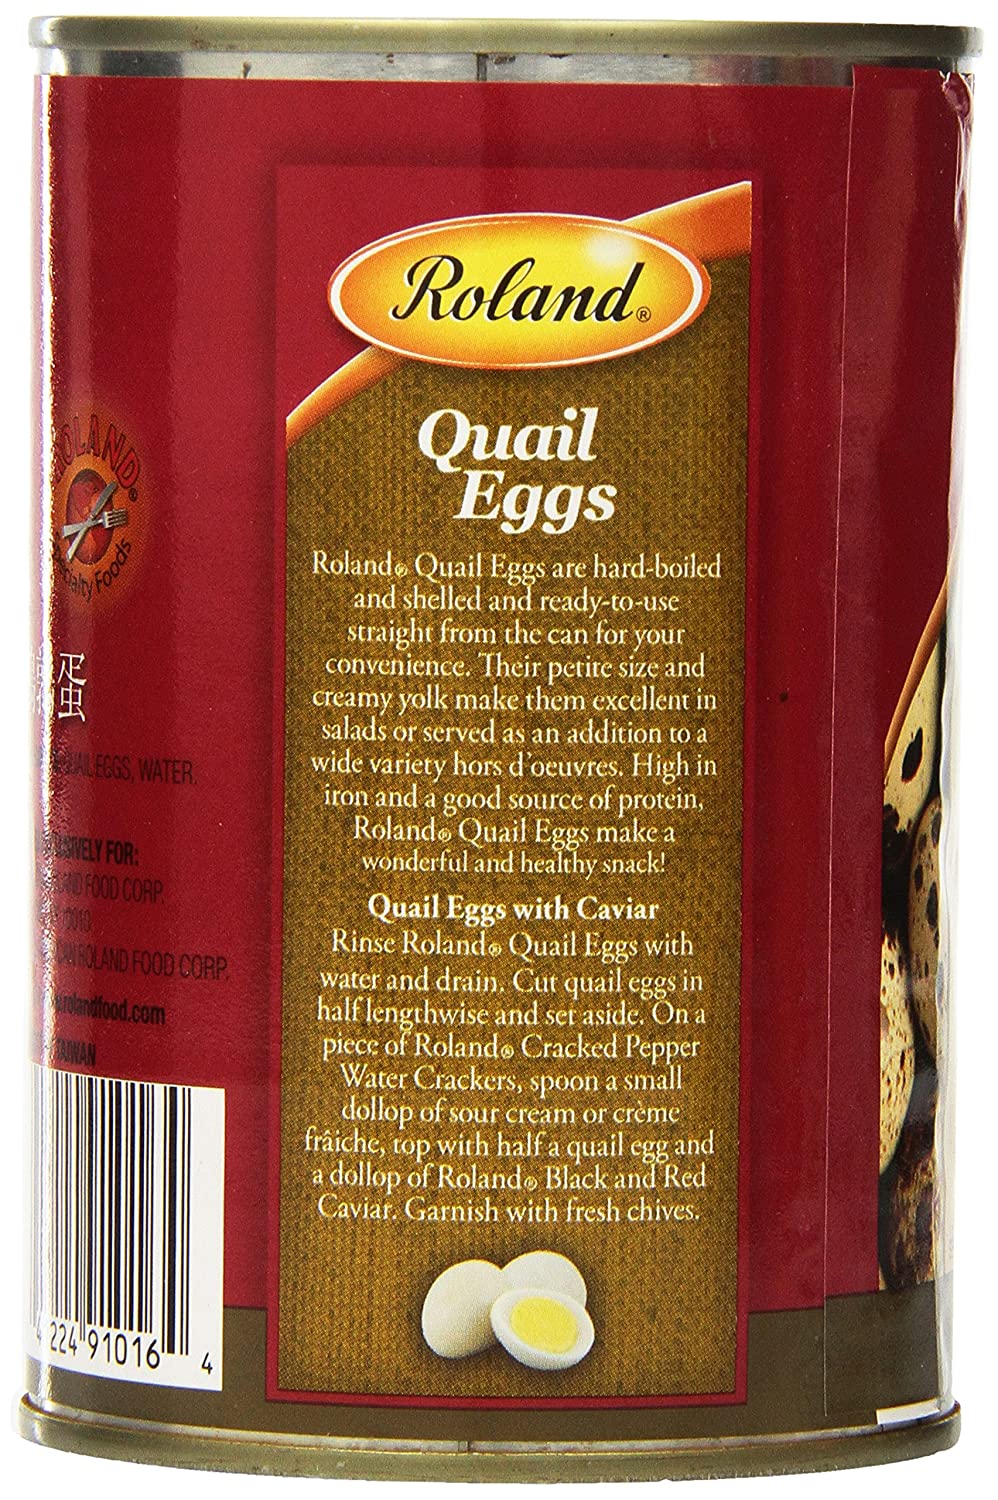 Roland®
Quail
Eggs
Roland® Quail Eggs are hard-boiled
and shelled and ready-to-use
straight from the can for your
convenience. Their petite size and
creamy yolk make them excellent in
salads or served as an addition to a
wide variety hors d'oeuvres. High in
iron and a good source of protein,
Roland® Quail Eggs make a
wonderful and healthy snack!
Quail Eggs with Caviar
Rinse Roland® Quail Eggs with
water and drain. Cut quail eggs in
half lengthwise and set aside. On a
piece of Roland® Cracked Pepper
Water Crackers, spoon a small
dollop of sour cream or crème
frâiche, top with half a quail egg and
a dollop of Roland® Black and Red
Caviar. Garnish with fresh chives.
ROLAND®
Foods
蛋
EGGS, WATER.
FOR:
FOOD CORP.
ROLAND FOOD CORP.
TAIWAN
224 91016 4